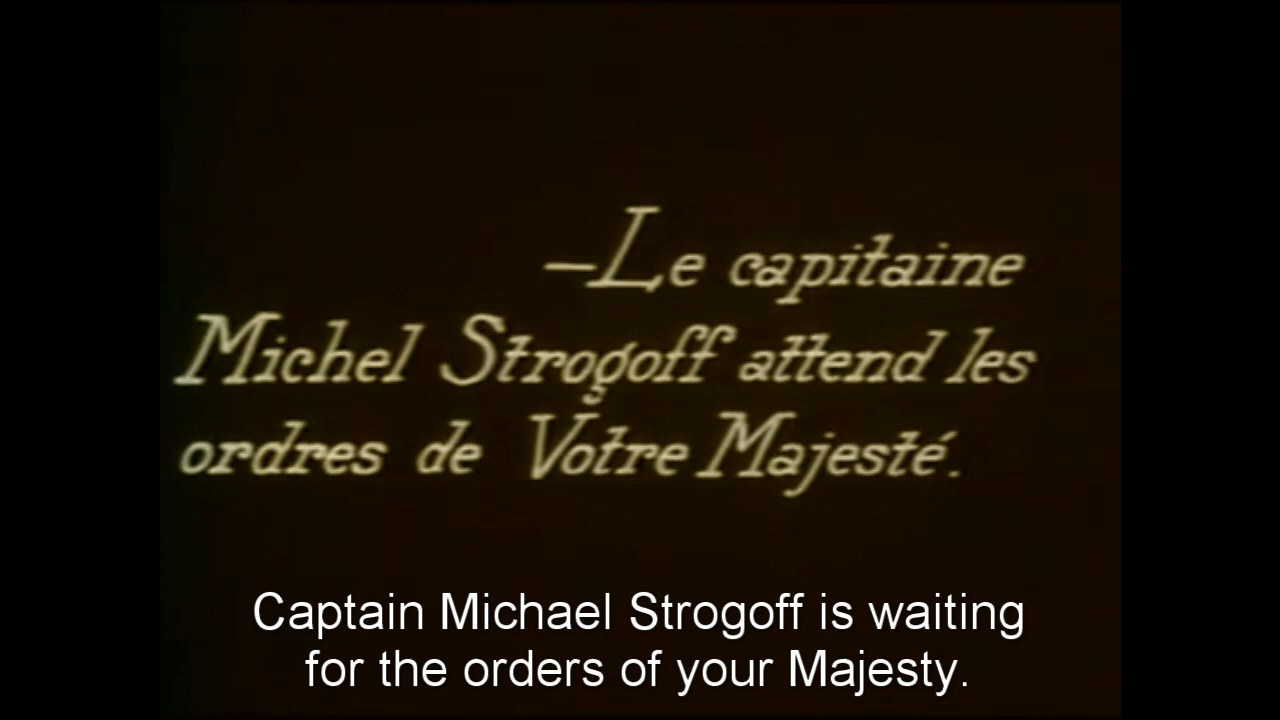 —Le capitaine
Michel Strogoff attend les
ordres de Votre Majesté.
Captain Michael Strogoff is waiting
for the orders of your Majesty.